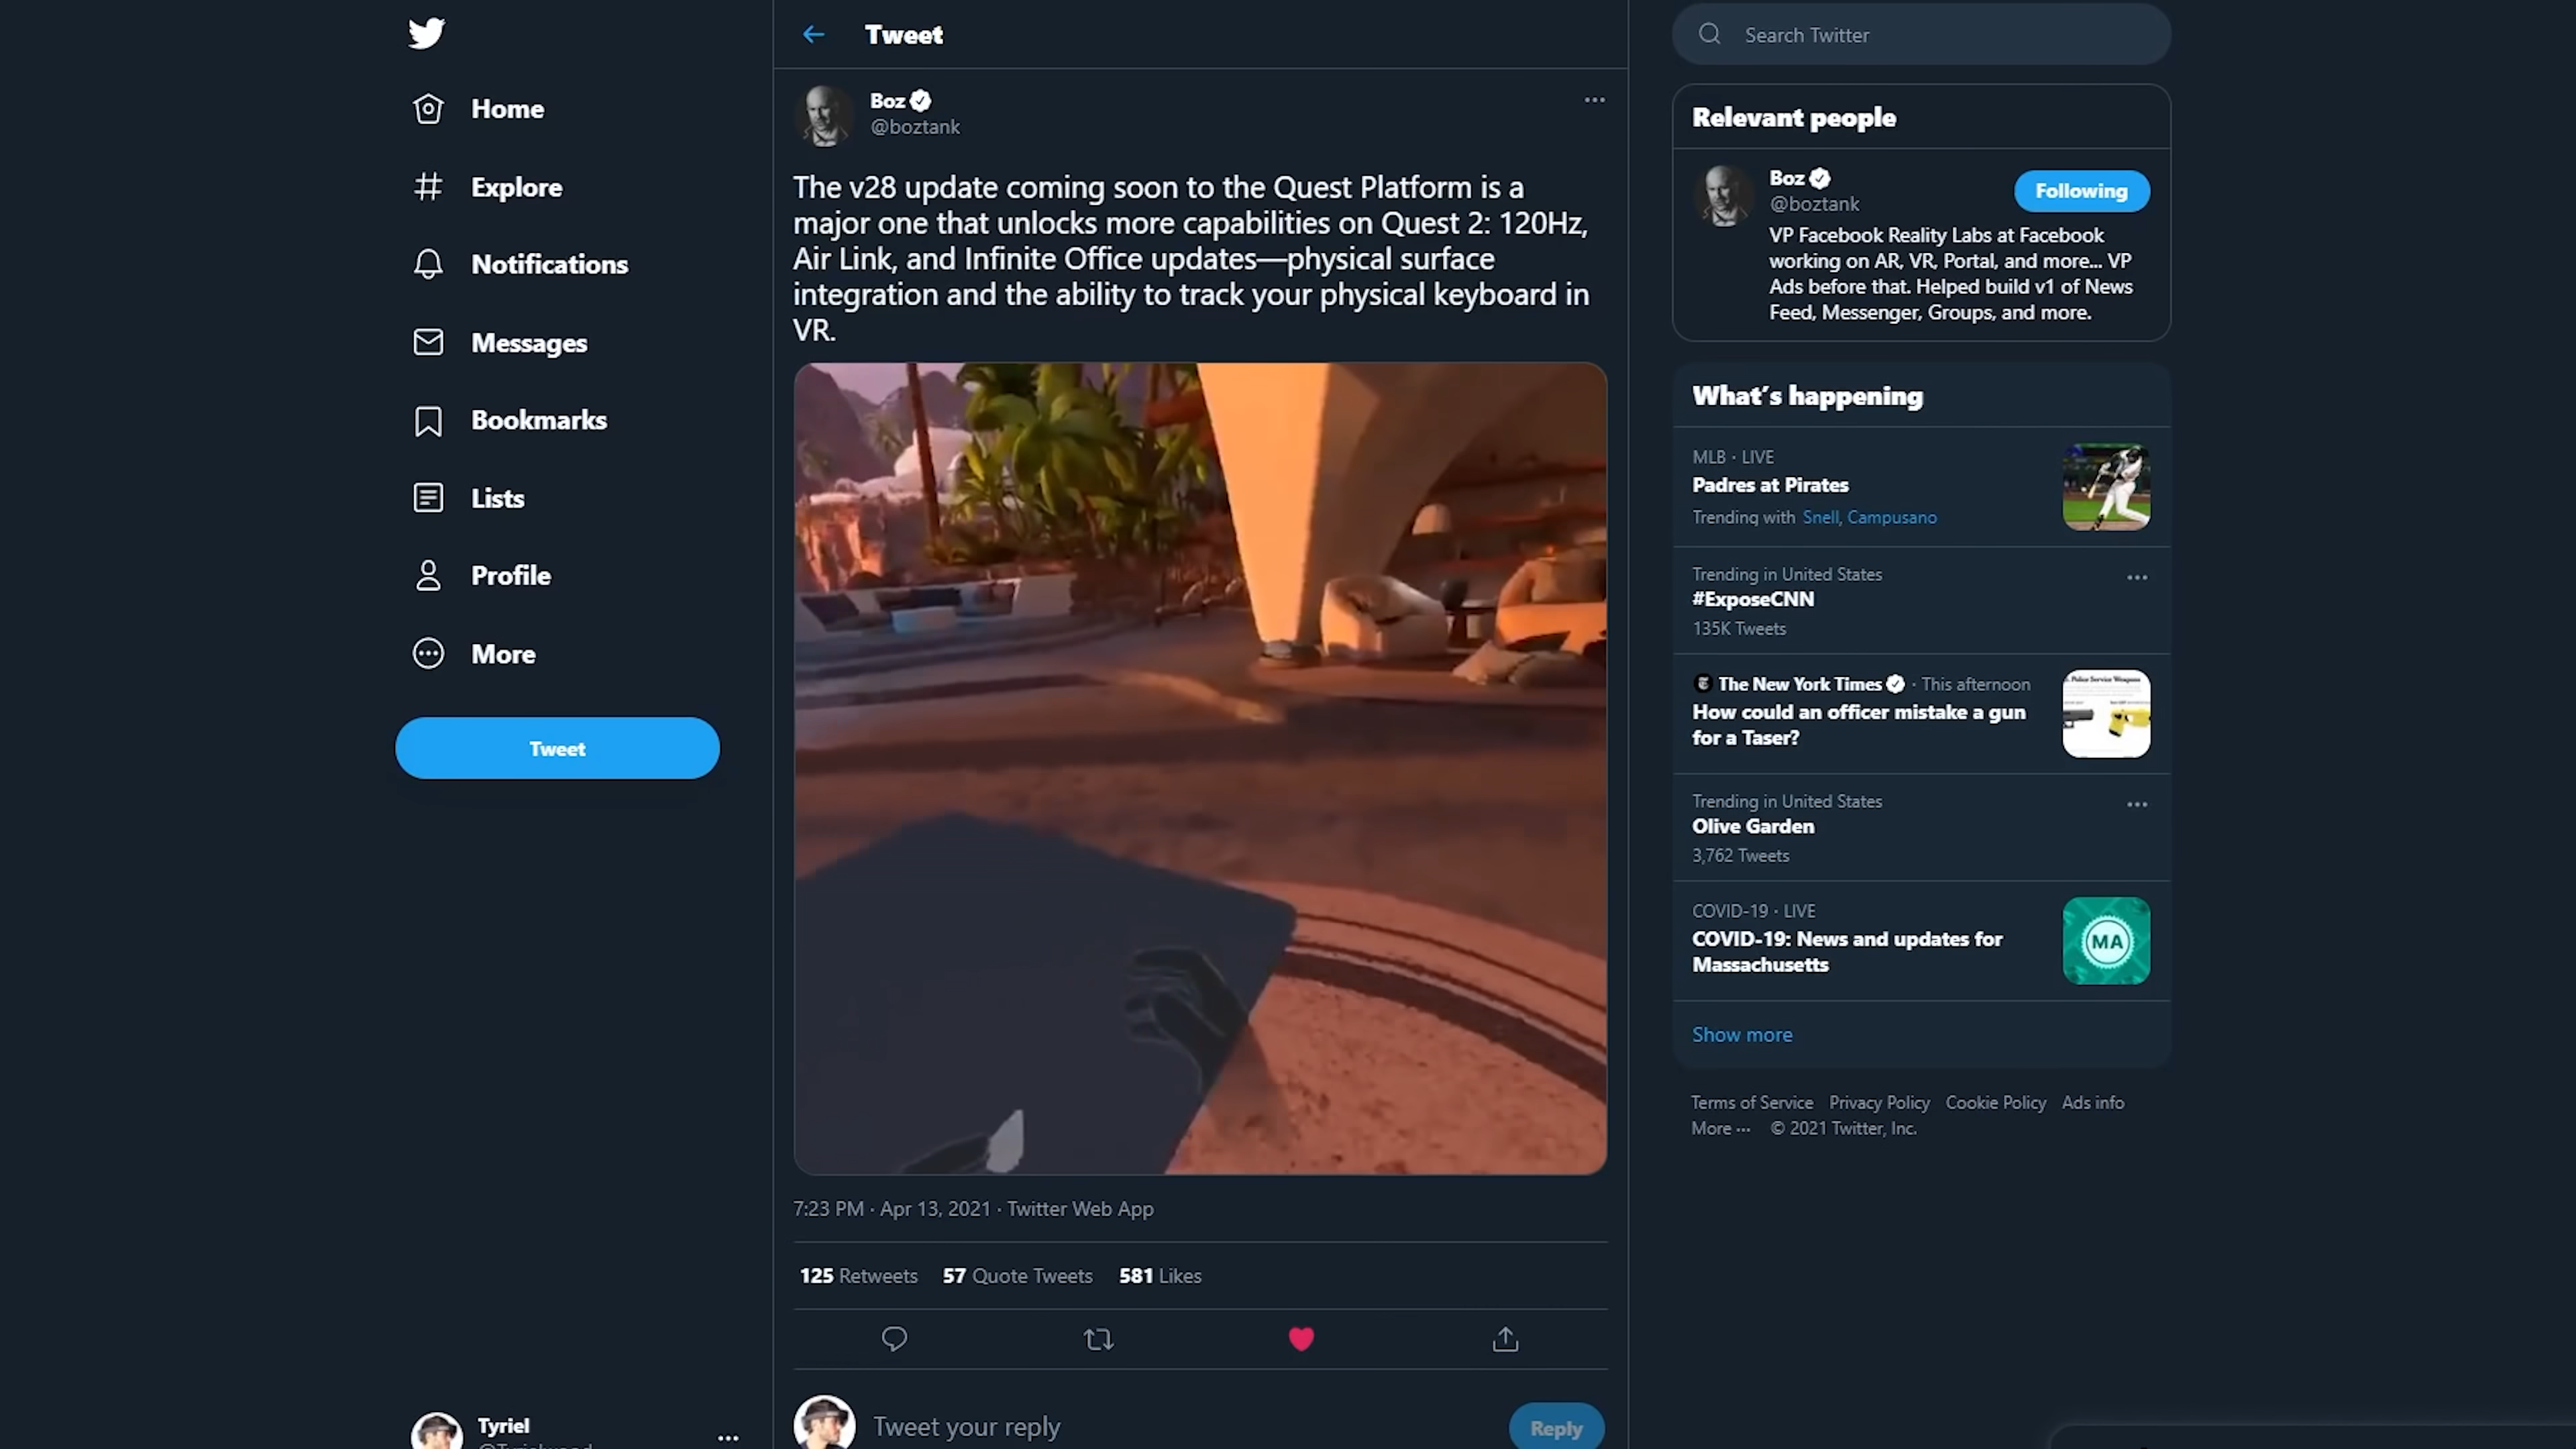 Home
Explore
Notifications
Messages
Bookmarks
Lists
Profile
More
Tweet
Tyriel
Tweet
Boz
@boztank
The v28 update coming soon to the Quest Platform is a
major one that unlocks more capabilities on Quest 2: 120Hz,
Air Link, and Infinite Office updates—physical surface
integration and the ability to track your physical keyboard in
VR.
7:23 PM · Apr 13, 2021 · Twitter Web App
125 Retweets 57 Quote Tweets 581 Likes
Tweet your reply
Reply
Search Twitter
Relevant people
Boz
@boztank
Following
VP Facebook Reality Labs at Facebook
working on AR, VR, Portal, and more... VP
Ads before that. Helped build v1 of News
Feed, Messenger, Groups, and more.
What's happening
MLB · LIVE
Padres at Pirates
Trending with Snell, Campusano
Trending in United States
#ExposeCNN
135K Tweets
The New York Times · This afternoon
How could an officer mistake a gun
for a Taser?
Police Service Weapons
Trending in United States
Olive Garden
3,762 Tweets
COVID-19 · LIVE
COVID-19: News and updates for
Massachusetts
MA
Show more
Terms of Service Privacy Policy Cookie Policy Ads info
More ··· © 2021 Twitter, Inc.